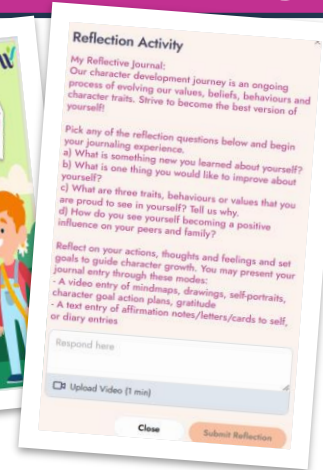 Reflection Activity
My Reflective Journal:
Our character development journey is an ongoing
process of evolving our values, beliefs, behaviours and
character traits. Strive to become the best version of
yourself!
Pick any of the reflection questions below and begin
your journaling experience.
a) What is something new you learned about yourself?
b) What is one thing you would like to improve about
yourself?
c) What are three traits, behaviours or values that you
are proud to see in yourself? Tell us why.
d) How do you see yourself becoming a positive
influence on your peers and family?
Reflect on your actions, thoughts and feelings and set
goals to guide character growth. You may present your
journal entry through these modes:
- A video entry of mindmaps, drawings, self-portraits,
character goal action plans, gratitude
- A text entry of affirmation notes/letters/cards to self,
or diary entries
Respond here
Upload Video (1 min)
Close
Submit Reflection